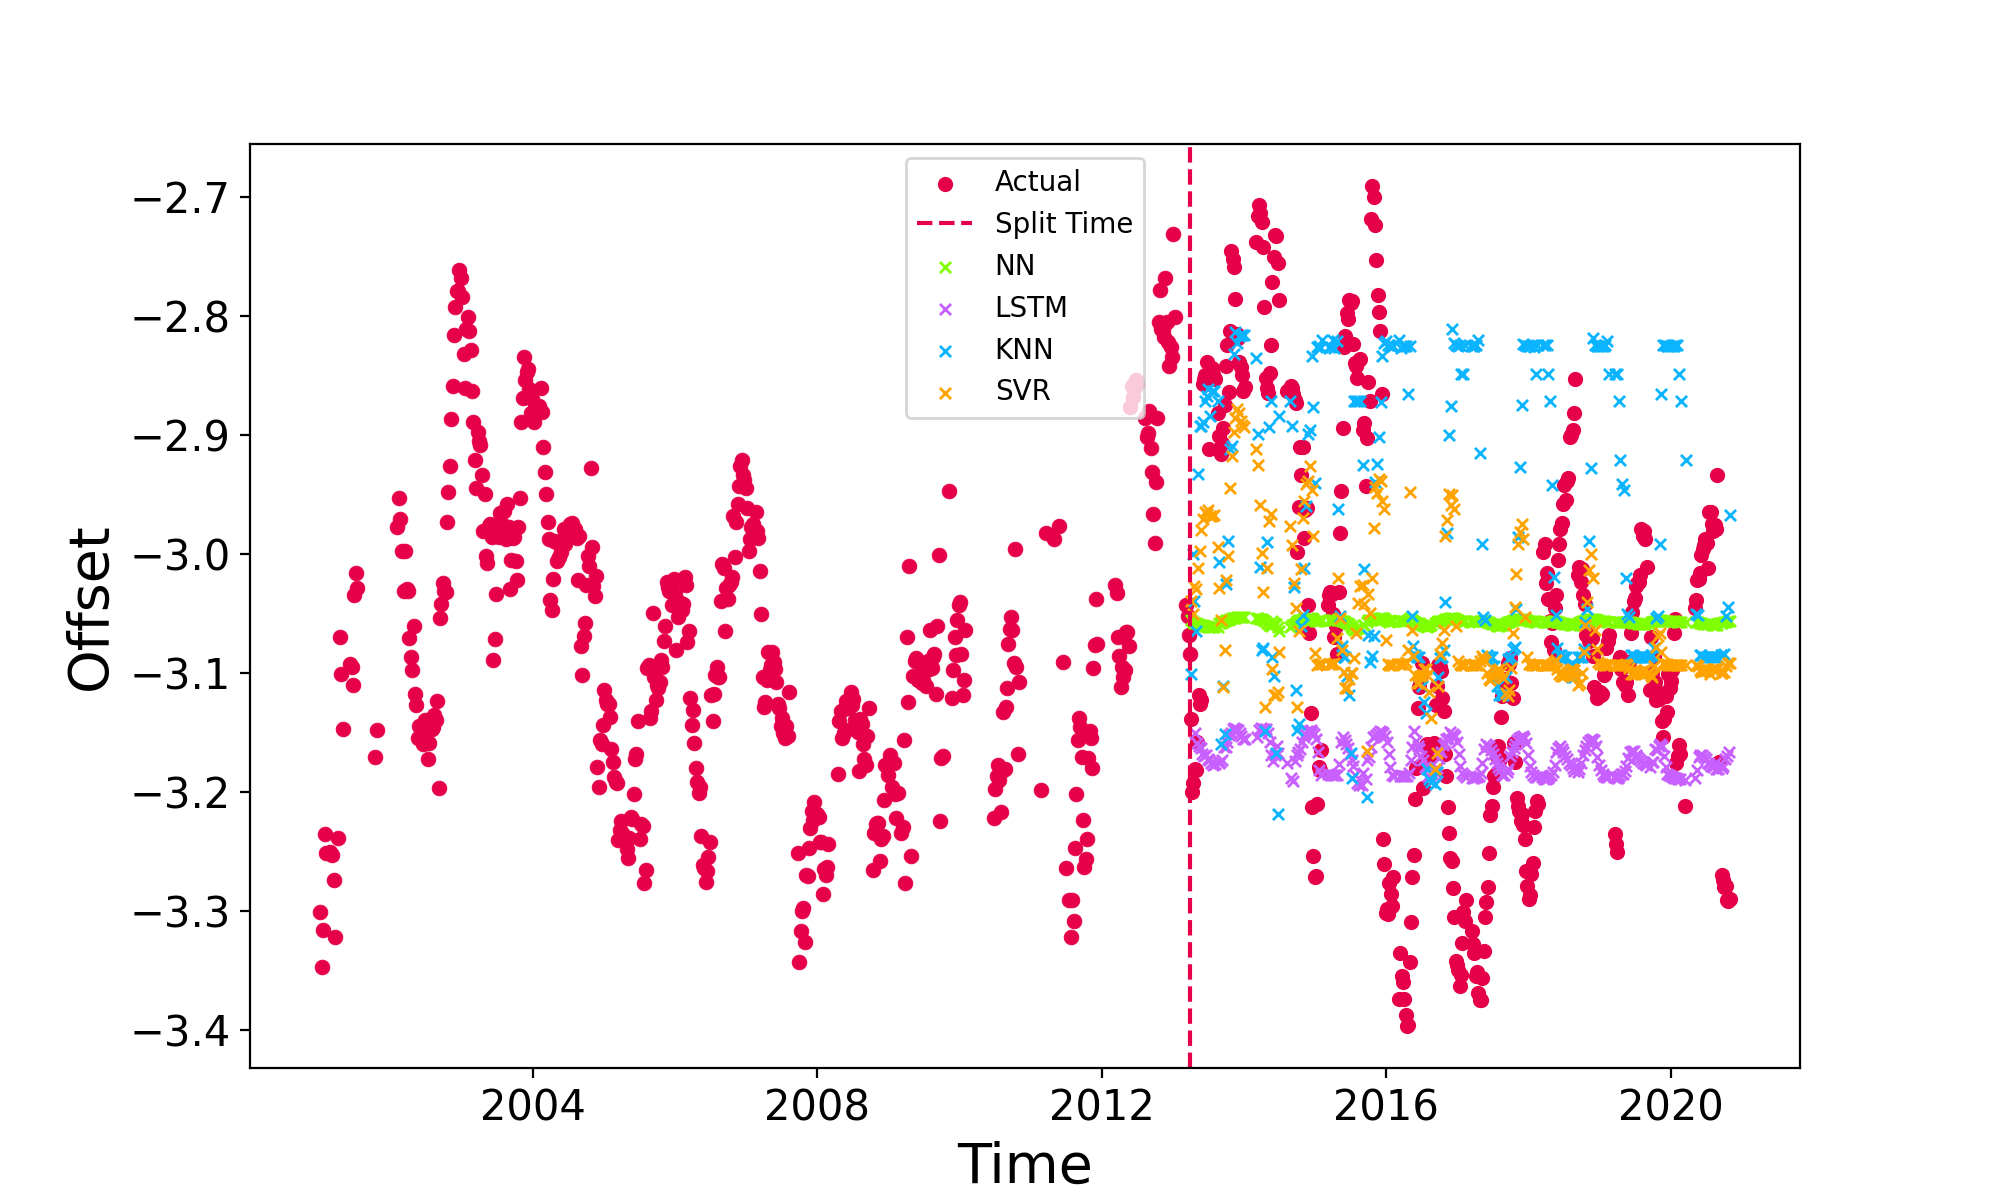 Actual
Split Time
NN
LSTM
KNN
SVR
−2.7
−2.8
−2.9
−3.0
−3.1
−3.2
−3.3
−3.4
Offset
2004 2008 2012 2016 2020
Time